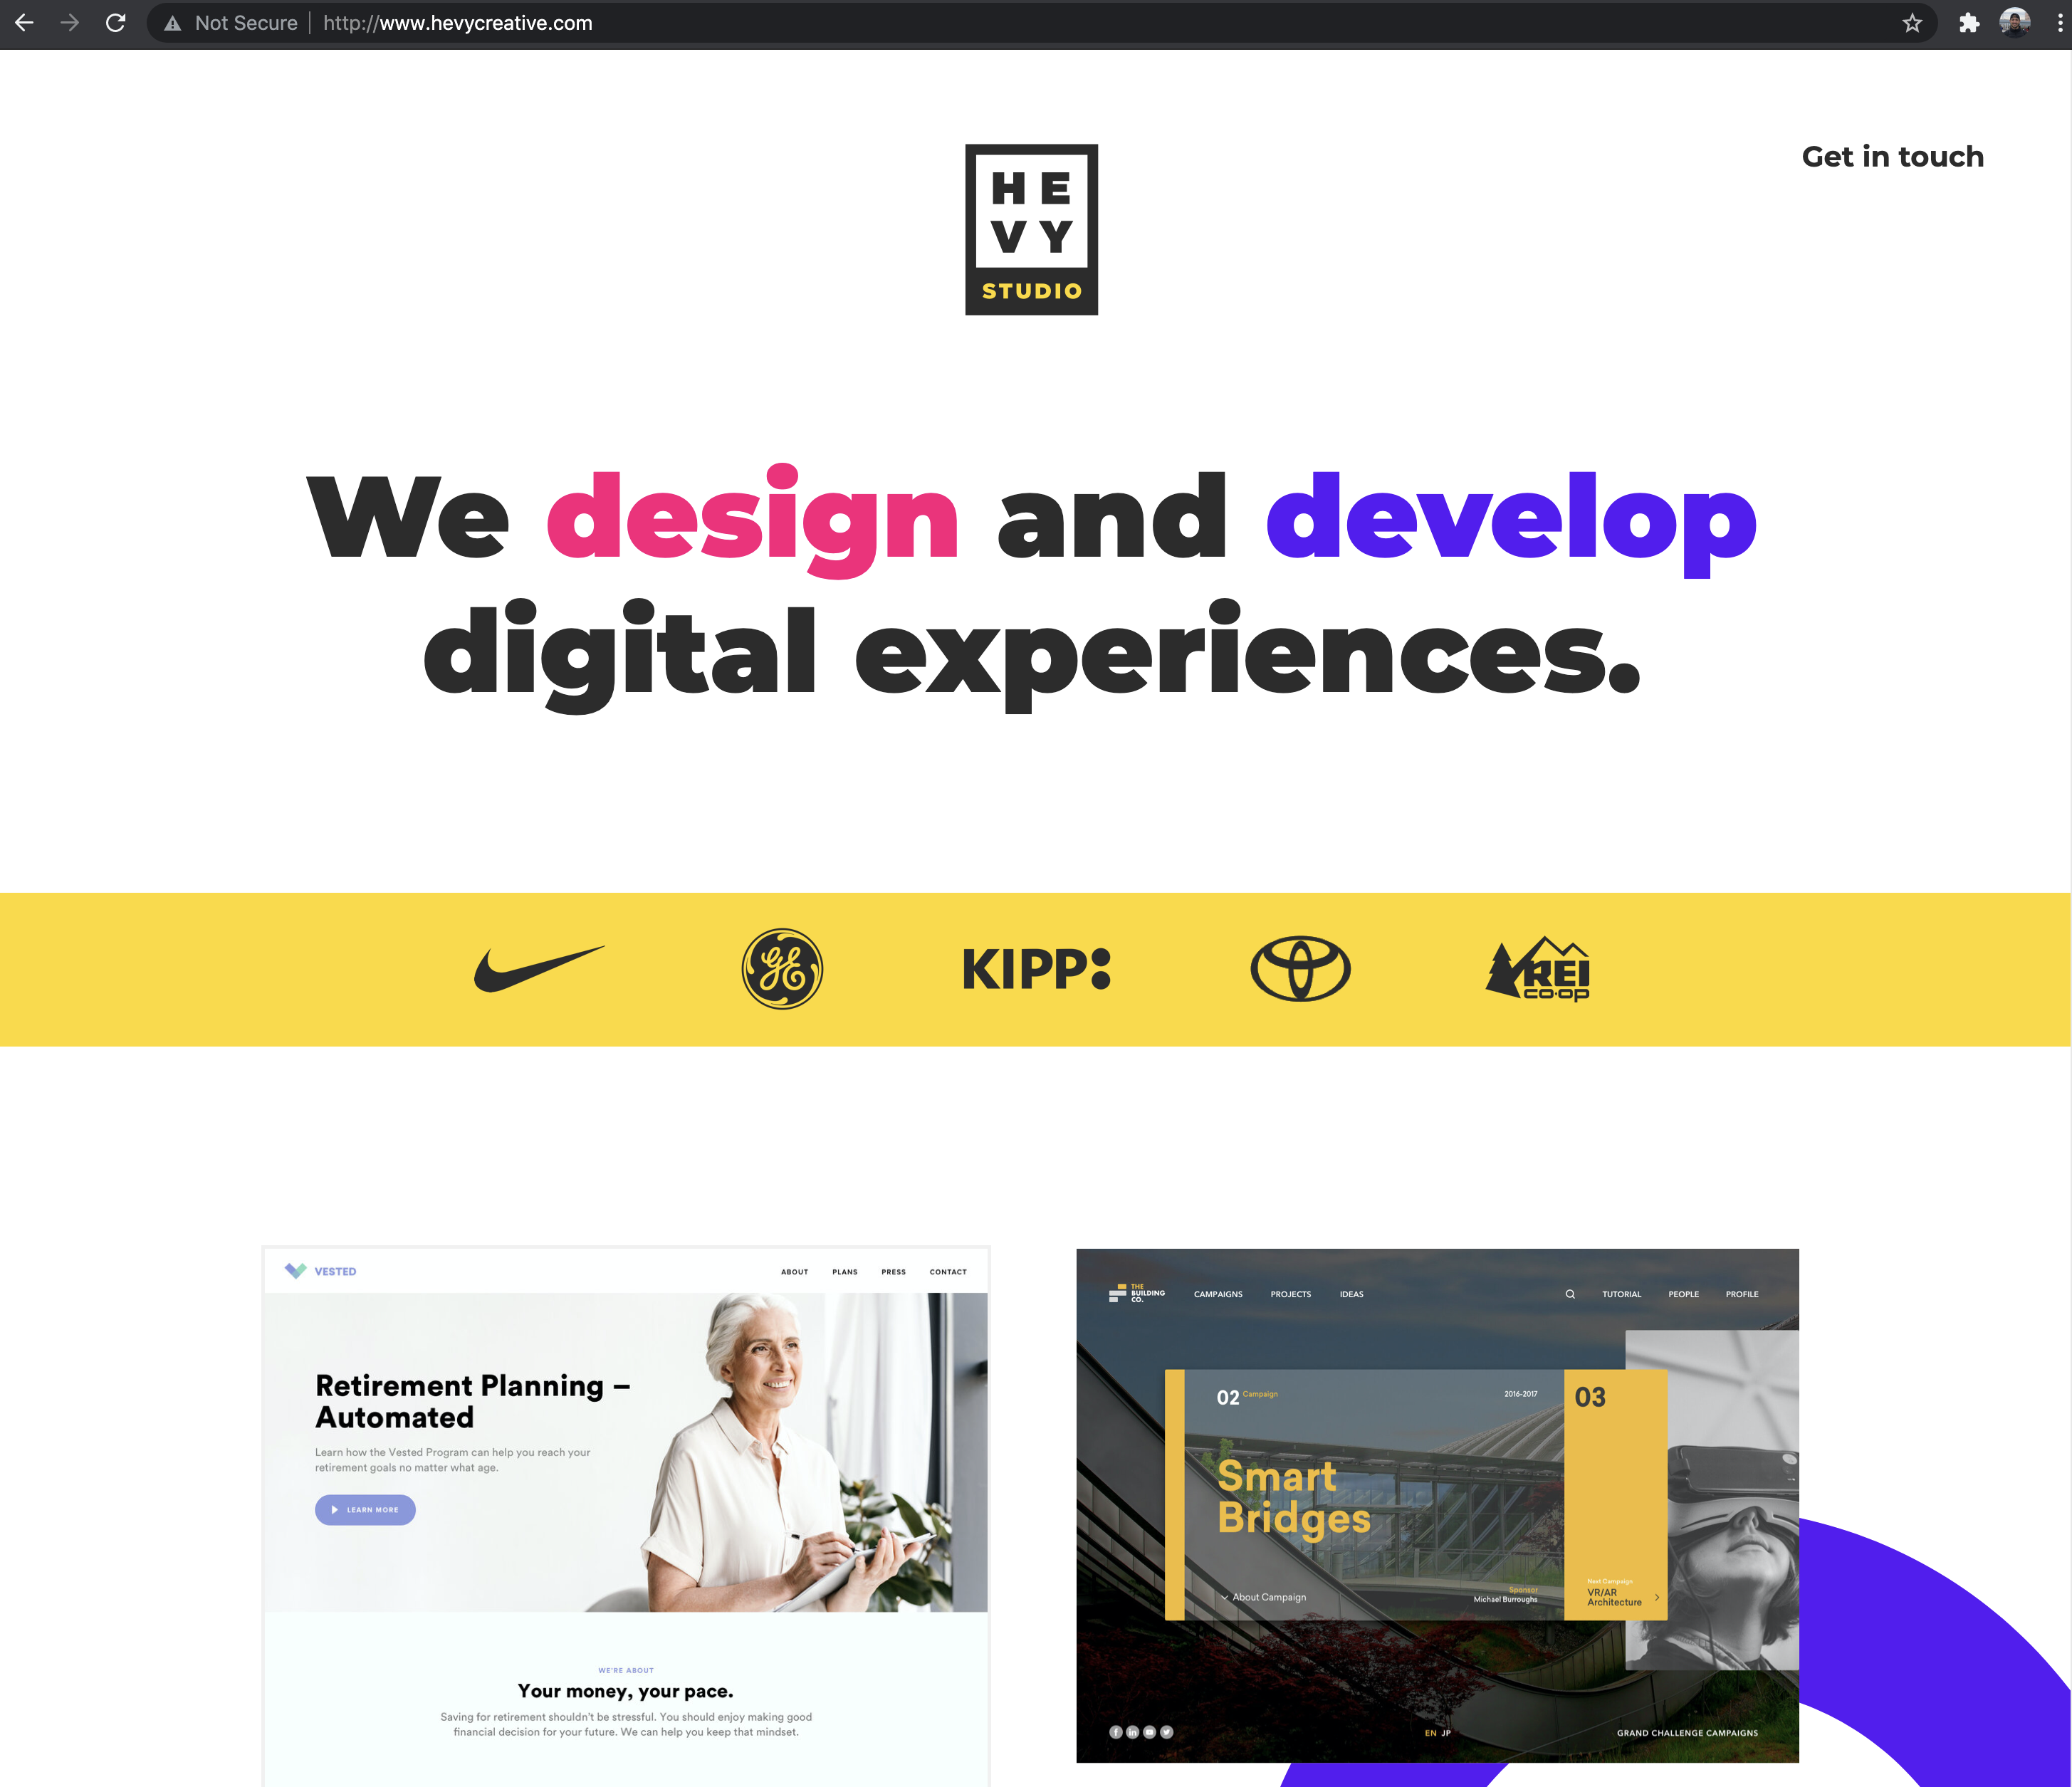 Not Secure | http://www.hevycreative.com
HE
VY
STUDIO
Get in touch
We design and develop
digital experiences.
GE
KIPP:
REI
CO·OP
VESTED
ABOUT PLANS PRESS CONTACT
Retirement Planning –
Automated
Learn how the Vested Program can help you reach your
retirement goals no matter what age.
LEARN MORE
WE'RE ABOUT
Your money, your pace.
Saving for retirement shouldn't be stressful. You should enjoy making good
financial decision for your future. We can help you keep that mindset.
THE
BUILDING
CO.
CAMPAIGNS PROJECTS IDEAS
TUTORIAL PEOPLE PROFILE
02 Campaign
2016-2017
Smart
Bridges
About Campaign
Sponsor
Michael Burroughs
03
Next Campaign
VR/AR
Architecture
EN JP
GRAND CHALLENGE CAMPAIGNS